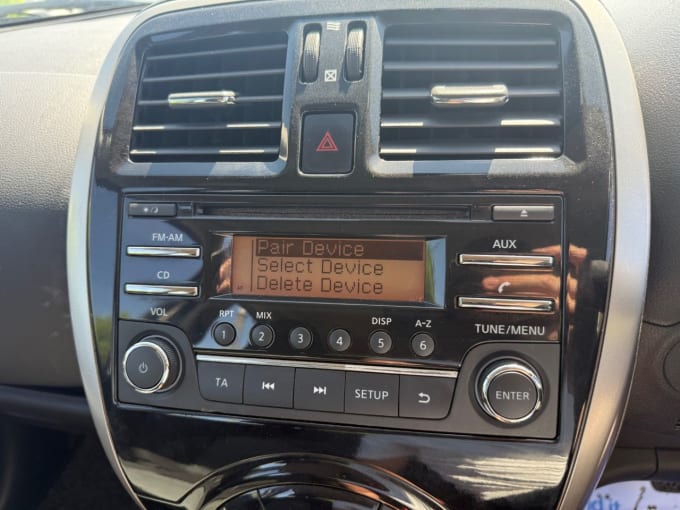 Pair Device
Select Device
Delete Device
FM-AM
CD
VOL
AUX
TUNE/MENU
RPT MIX DISP A-Z
1 2 3 4 5 6
TA SETUP
ENTER